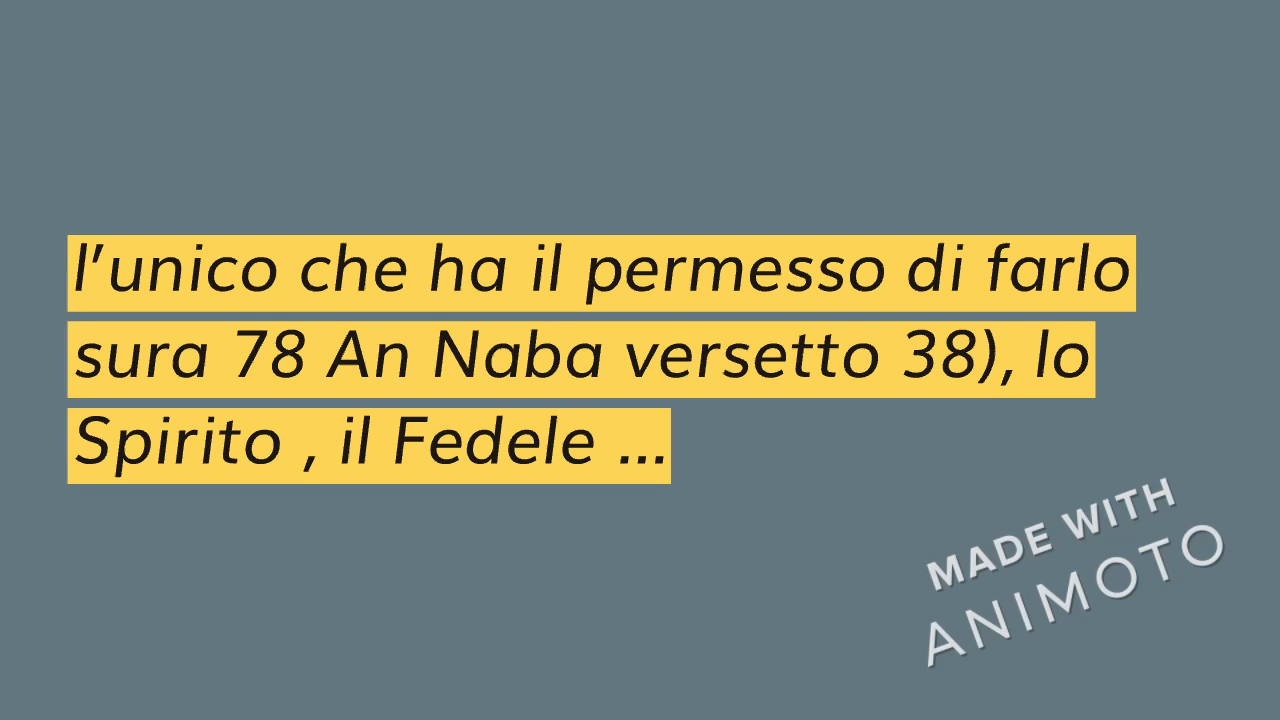 l'unico che ha il permesso di farlo
sura 78 An Naba versetto 38), lo
Spirito , il Fedele ...
MADE WITH
ANIMOTO